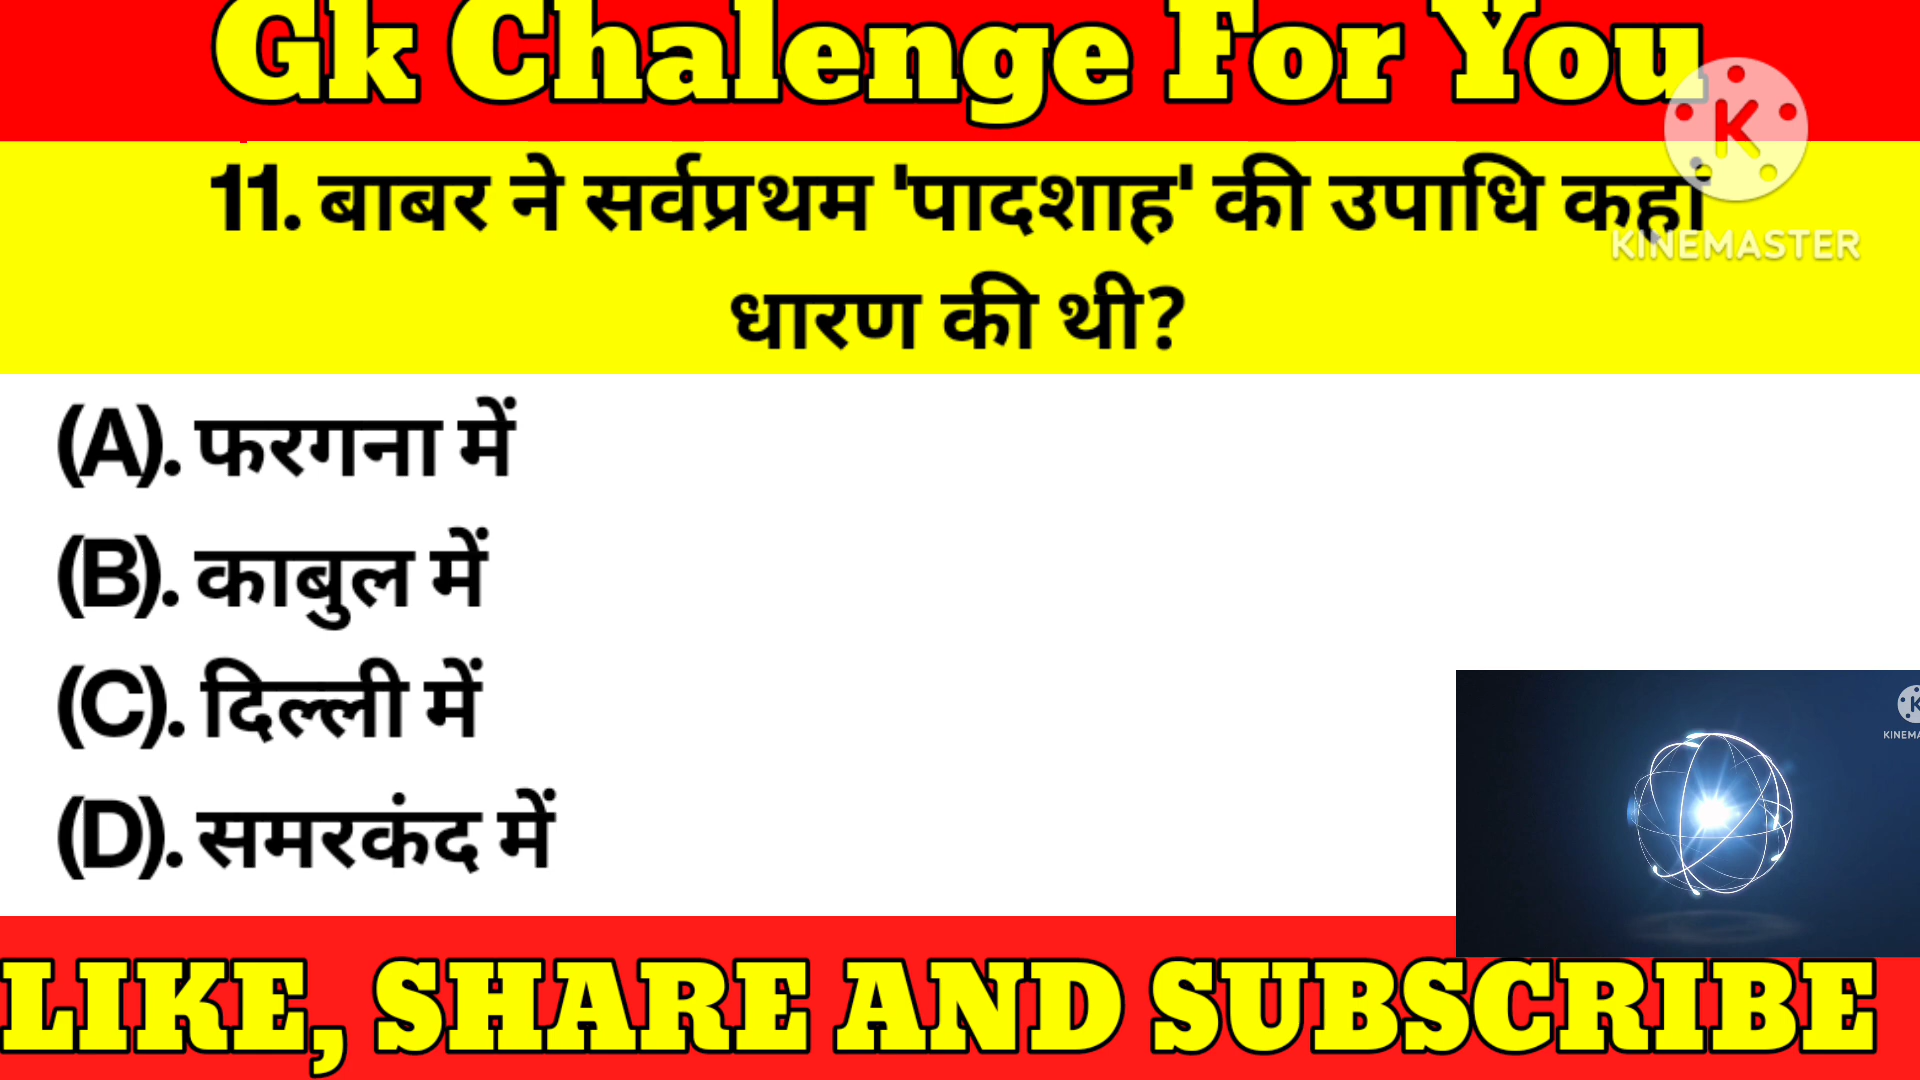 Gk Chalenge For You
11. बाबर ने सर्वप्रथम 'पादशाह' की उपाधि कहां
KINEMASTER
धारण की थी?
(A). फरगना में
(B). काबुल में
(C). दिल्ली में
(D). समरकंद में
LIKE, SHARE AND SUBSCRIBE